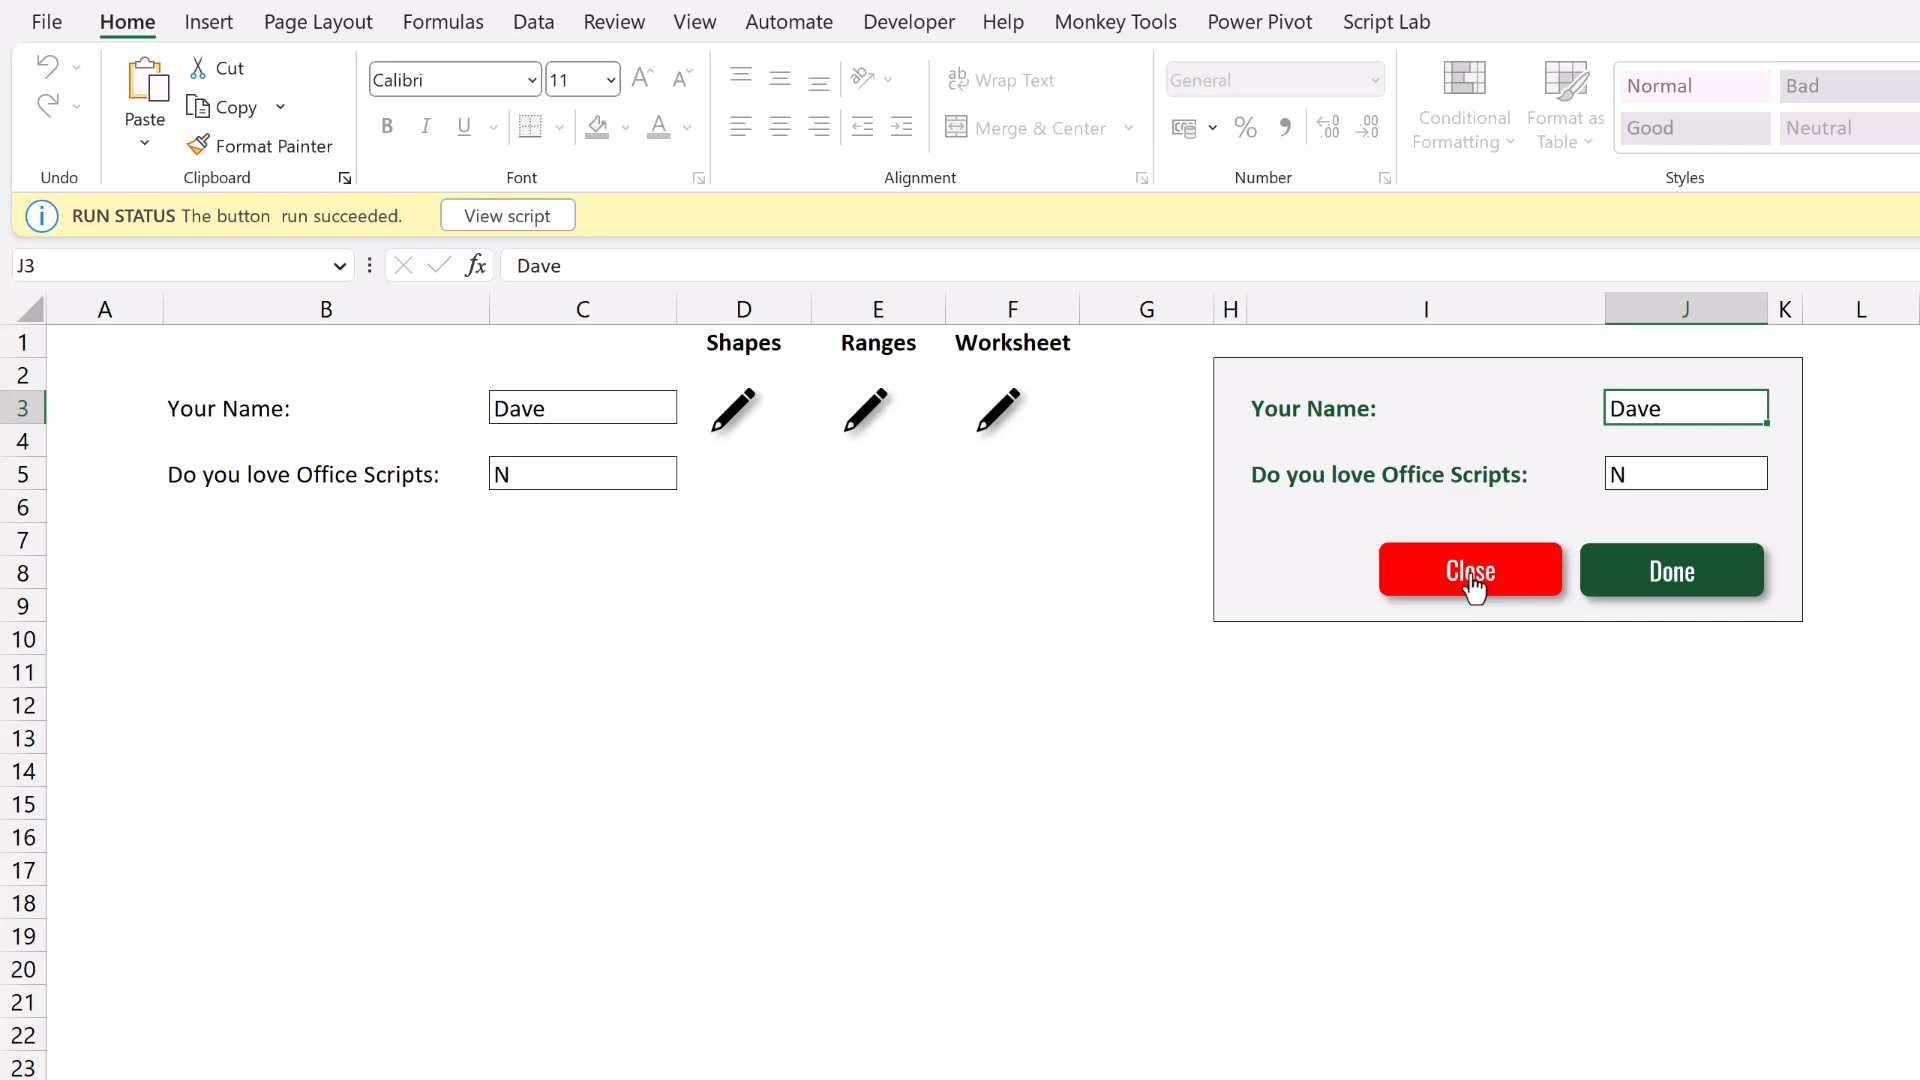 File Home Insert Page Layout Formulas Data Review View Automate Developer Help Monkey Tools Power Pivot Script Lab
Paste Cut Copy Format Painter
Calibri 11
B I U A
ab Wrap Text
Merge & Center
General
% 9 .00
Conditional Formatting
Format as Table
Normal Bad
Good Neutral
Undo Clipboard Font Alignment Number Styles
RUN STATUS The button run succeeded. View script
J3 fx Dave
A B C D E F G H I J K L
1 Shapes Ranges Worksheet
2
3 Your Name: Dave Your Name: Dave
4
5 Do you love Office Scripts: N Do you love Office Scripts: N
6
7
8 Close Done
9
10
11
12
13
14
15
16
17
18
19
20
21
22
23